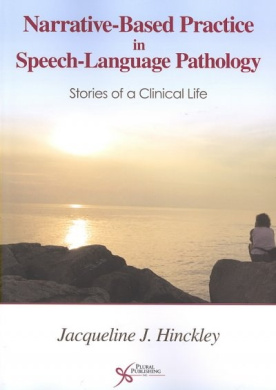 Narrative-Based Practice
in
Speech-Language Pathology
Stories of a Clinical Life
Jacqueline J. Hinckley
PLURAL
PUBLISHING